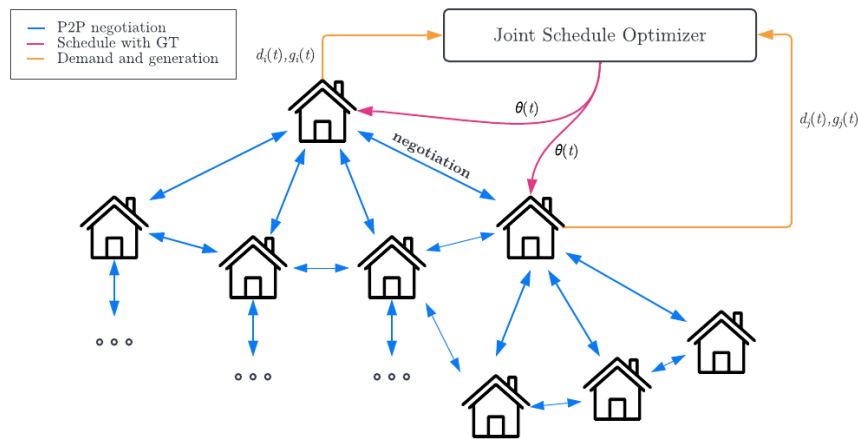 P2P negotiation
Schedule with GT
Demand and generation
Joint Schedule Optimizer
d_i(t),g_i(t)
θ(t)
d_j(t),g_j(t)
negotiation
θ(t)